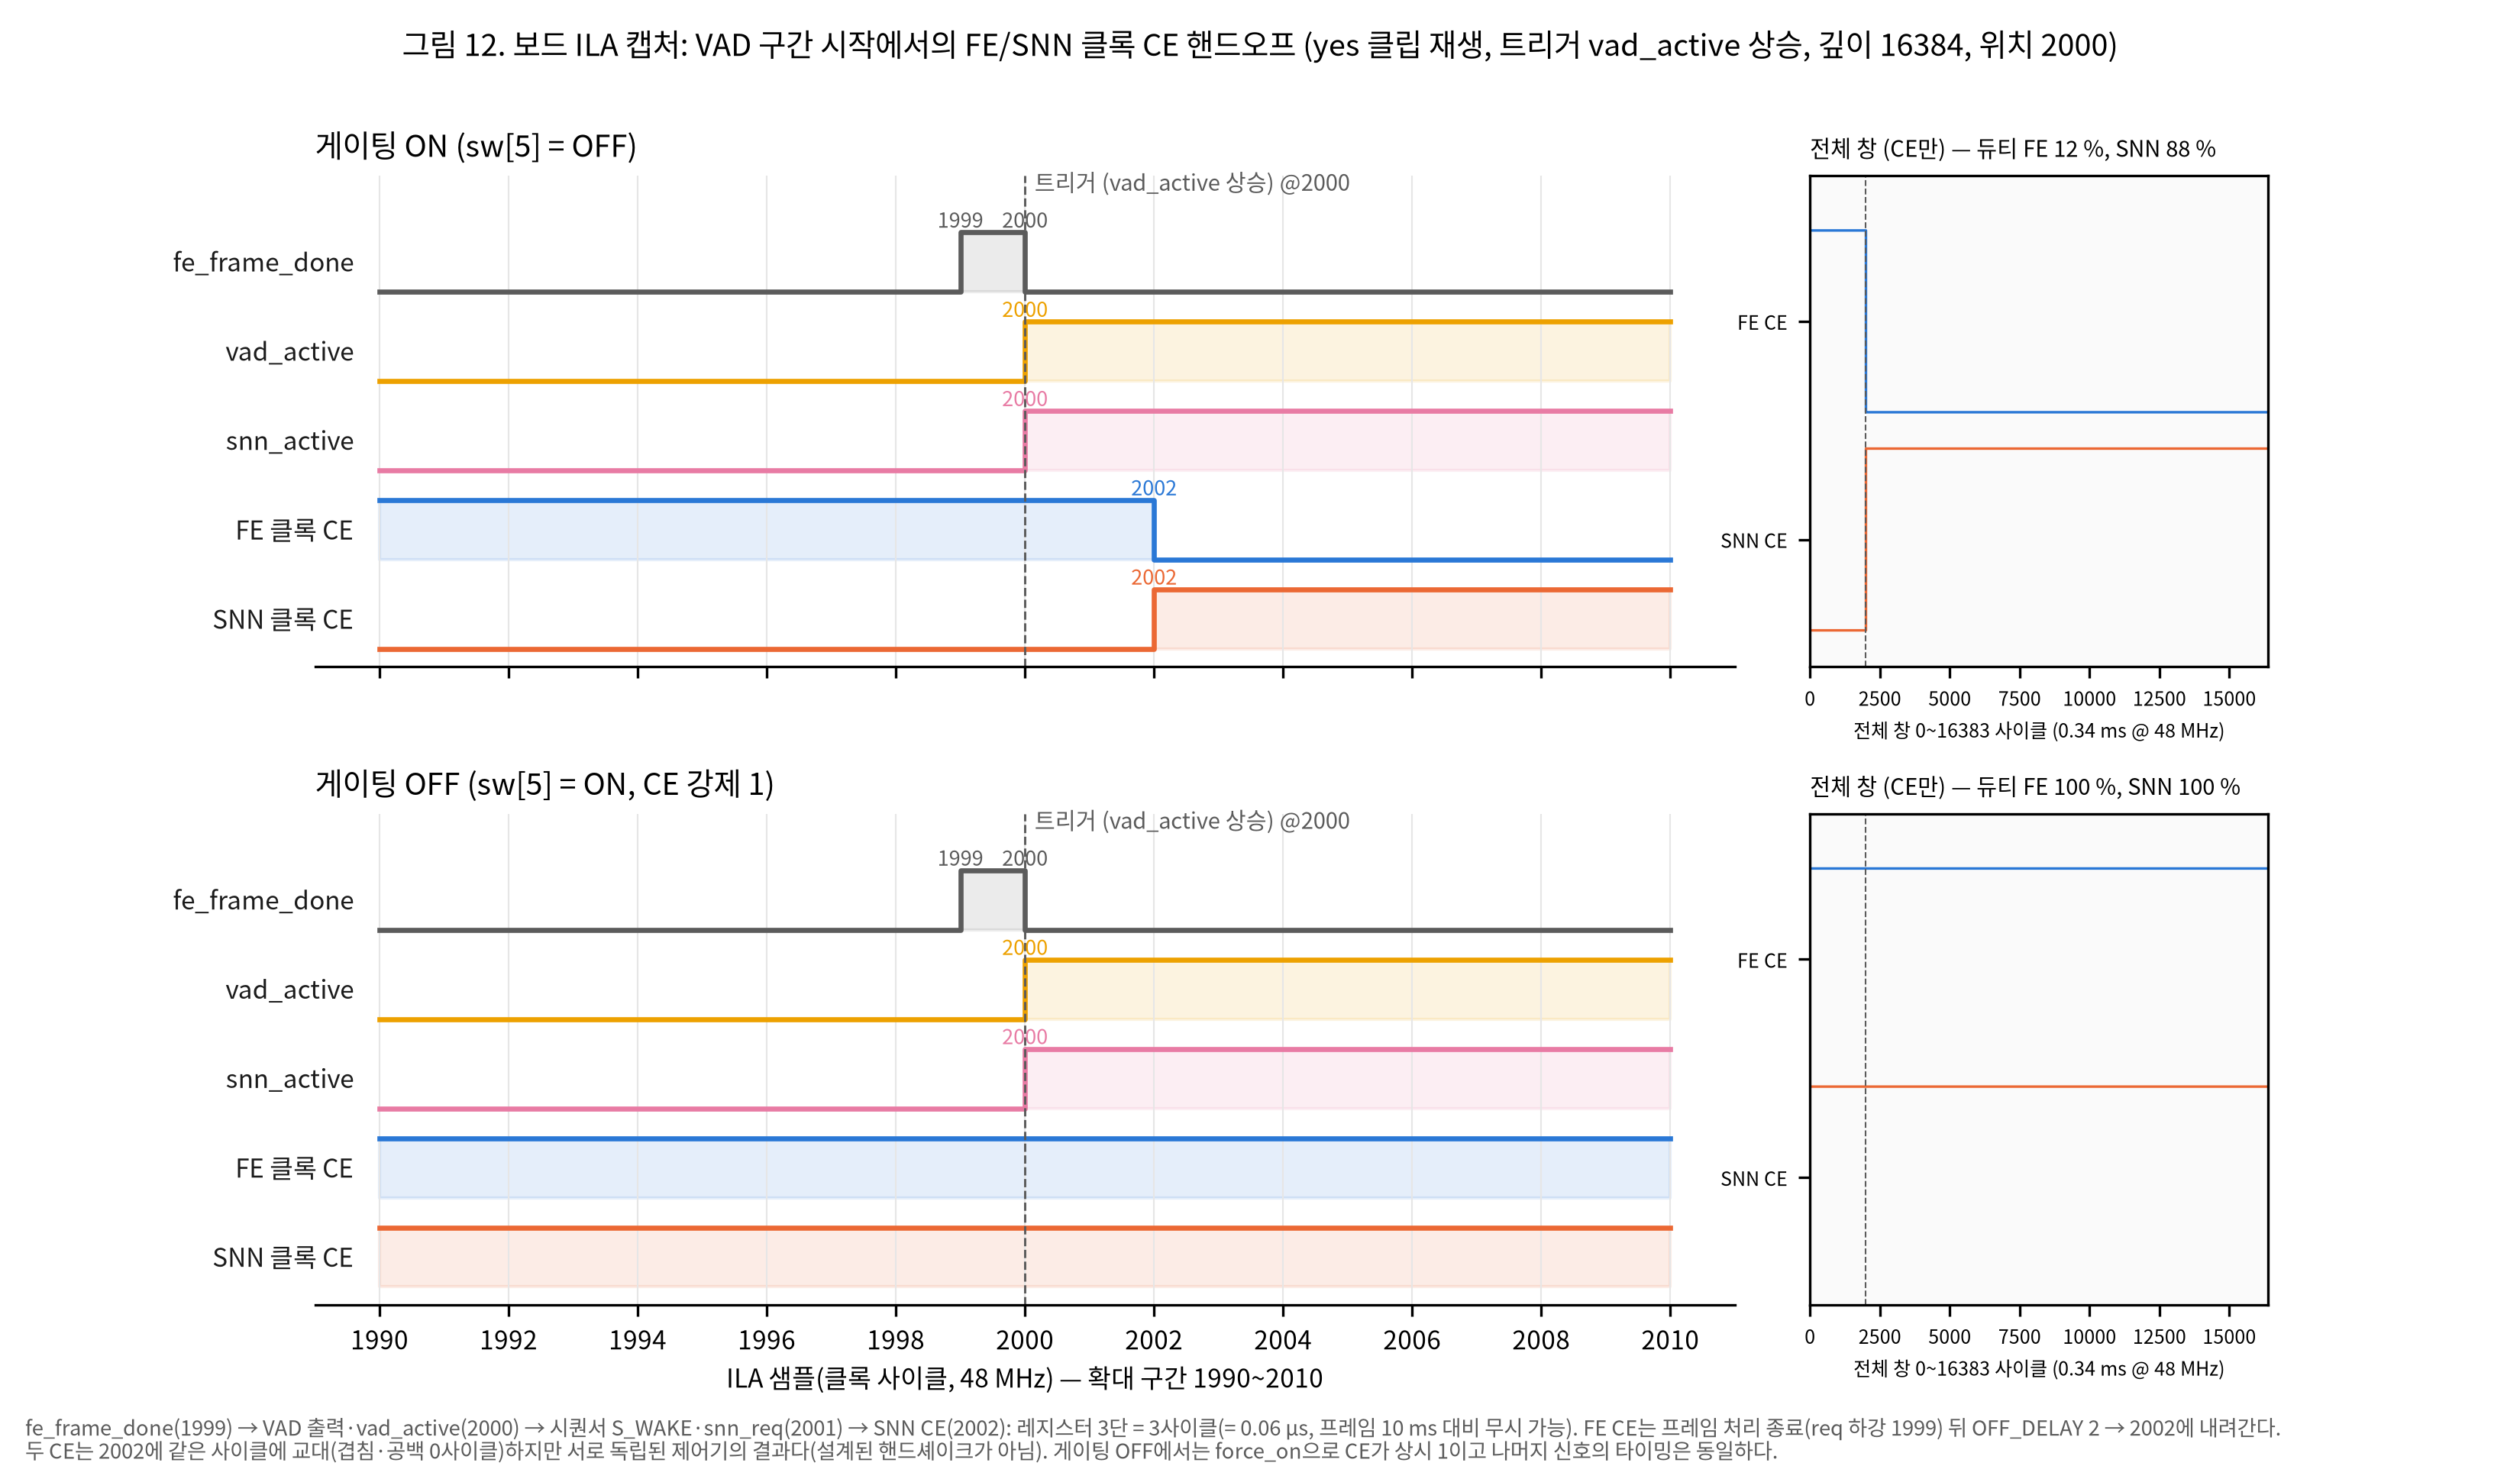 그림 12. 보드 ILA 캡처: VAD 구간 시작에서의 FE/SNN 클록 CE 핸드오프 (yes 클립 재생, 트리거 vad_active 상승, 깊이 16384, 위치 2000)
게이팅 ON (sw[5] = OFF)
트리거 (vad_active 상승) @2000
1999 2000
fe_frame_done
2000
vad_active
2000
snn_active
2002
FE 클록 CE
2002
SNN 클록 CE
전체 창 (CE만) — 듀티 FE 12 %, SNN 88 %
FE CE
SNN CE
0 2500 5000 7500 10000 12500 15000
전체 창 0~16383 사이클 (0.34 ms @ 48 MHz)
게이팅 OFF (sw[5] = ON, CE 강제 1)
트리거 (vad_active 상승) @2000
1999 2000
fe_frame_done
2000
vad_active
2000
snn_active
FE 클록 CE
SNN 클록 CE
1990 1992 1994 1996 1998 2000 2002 2004 2006 2008 2010
ILA 샘플(클록 사이클, 48 MHz) — 확대 구간 1990~2010
전체 창 (CE만) — 듀티 FE 100 %, SNN 100 %
FE CE
SNN CE
0 2500 5000 7500 10000 12500 15000
전체 창 0~16383 사이클 (0.34 ms @ 48 MHz)
fe_frame_done(1999) → VAD 출력·vad_active(2000) → 시퀀서 S_WAKE·snn_req(2001) → SNN CE(2002): 레지스터 3단 = 3사이클(= 0.06 µs, 프레임 10 ms 대비 무시 가능). FE CE는 프레임 처리 종료(req 하강 1999) 뒤 OFF_DELAY 2 → 2002에 내려간다.
두 CE는 2002에 같은 사이클에 교대(겹침·공백 0사이클)하지만 서로 독립된 제어기의 결과다(설계된 핸드셰이크가 아님). 게이팅 OFF에서는 force_on으로 CE가 상시 1이고 나머지 신호의 타이밍은 동일하다.